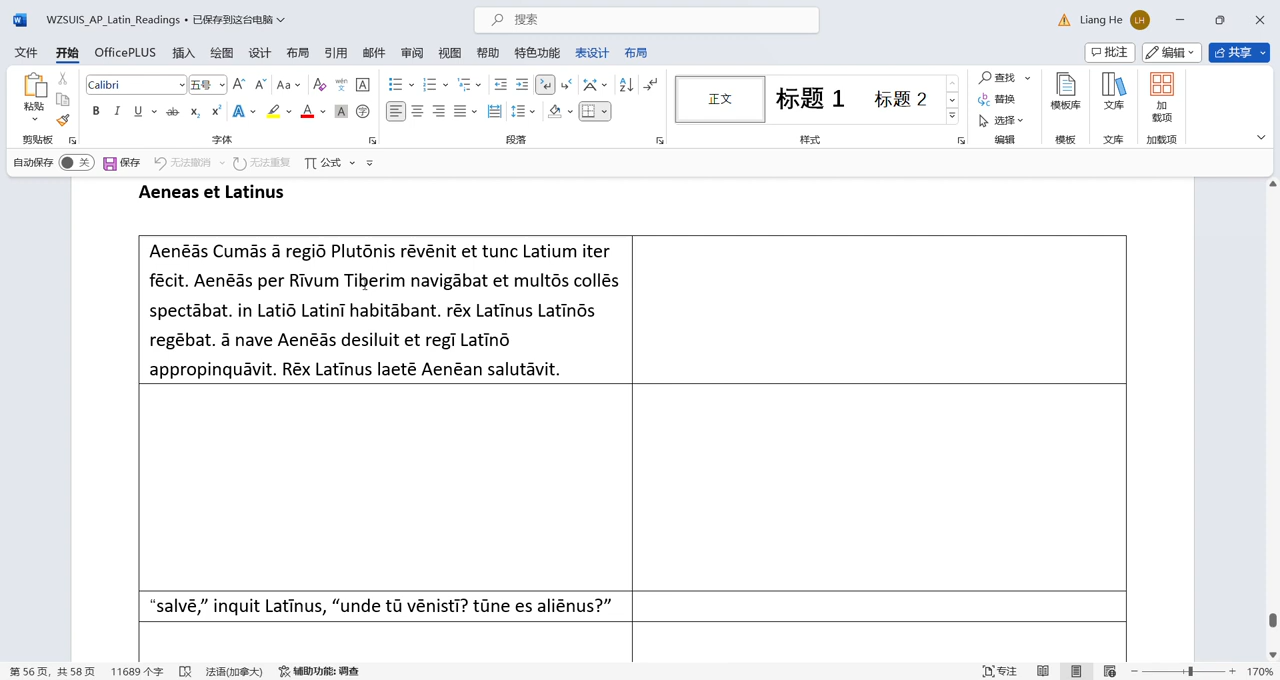 WZSUIS_AP_Latin_Readings • 已保存到这台电脑
搜索
Liang He
LH
文件 开始 OfficePLUS 插入 绘图 设计 布局 引用 邮件 审阅 视图 帮助 特色功能 表设计 布局
批注 编辑 共享
粘贴
Calibri 五号
Aa wén A
正文 标题 1 标题 2
查找
替换
选择
模板库 文库 加载项
B I U ab x₂ x² A A A 字
剪贴板 字体 段落 样式 编辑 模板 文库 加载项
自动保存 关 保存 无法撤消 无法重复 公式
Aeneas et Latinus
Aenēās Cumās ā regiō Plutōnis rēvēnit et tunc Latium iter
fēcit. Aenēās per Rīvum Tiberim navigābat et multōs collēs
spectābat. in Latiō Latinī habitābant. rēx Latīnus Latīnōs
regēbat. ā nave Aenēās desiluit et regī Latīnō
appropinquāvit. Rēx Latīnus laetē Aenēan salutāvit.
“salvē,” inquit Latīnus, “unde tū vēnistī? tūne es aliēnus?”
第 56 页，共 58 页 11689 个字 法语(加拿大) 辅助功能: 调查 专注 170%